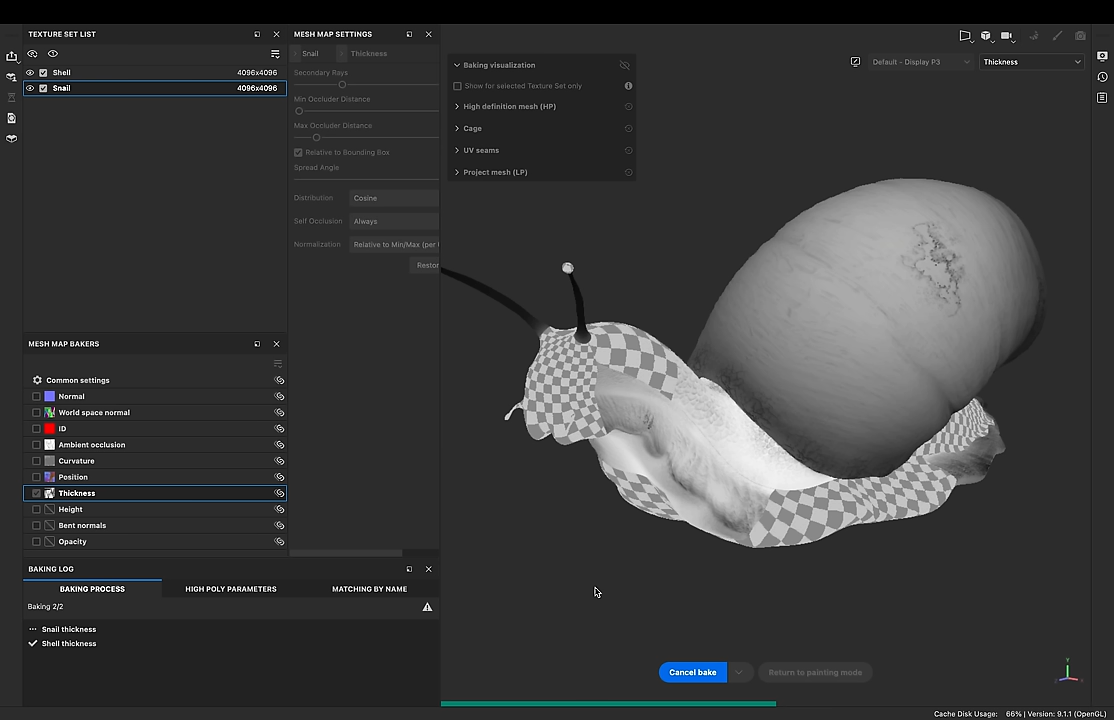 TEXTURE SET LIST
Shell 4096x4096
Snail 4096x4096
MESH MAP SETTINGS
Snail Thickness
Secondary Rays
Min Occluder Distance
Max Occluder Distance
Relative to Bounding Box
Spread Angle
Distribution Cosine
Self Occlusion Always
Normalization Relative to Min/Max (per
Restor
Baking visualization
Show for selected Texture Set only
High definition mesh (HP)
Cage
UV seams
Project mesh (LP)
Default - Display P3
Thickness
MESH MAP BAKERS
Common settings
Normal
World space normal
ID
Ambient occlusion
Curvature
Position
Thickness
Height
Bent normals
Opacity
BAKING LOG
BAKING PROCESS HIGH POLY PARAMETERS MATCHING BY NAME
Baking 2/2
Snail thickness
Shell thickness
Cancel bake
Return to painting mode
Y
Cache Disk Usage: 66% | Version: 9.1.1 (OpenGL)